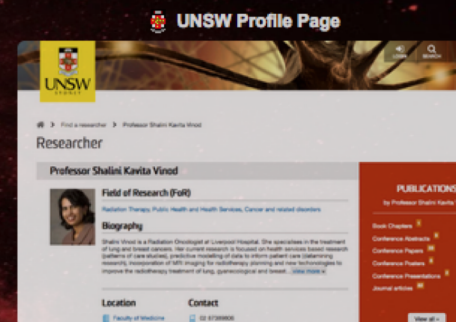 UNSW Profile Page
UNSW
SYDNEY
LOGIN
SEARCH
Find a researcher > Professor Shalini Kavita Vinod
Researcher
Professor Shalini Kavita Vinod
Field of Research (FoR)
Radiation Therapy, Public Health and Health Services, Cancer and related disorders
Biography
Shalini Vinod is a Radiation Oncologist at Liverpool Hospital. She specialises in the treatment
of lung and breast cancers. Her current research is focused on health services based research
(patterns of care studies), predictive modelling of data to inform patient care (datamining
research), incorporation of MRI imaging for radiotherapy planning and new technologies to
improve the radiotherapy treatment of lung, gynaecological and breast... view more »
Location
Contact
Faculty of Medicine
02 87389806
PUBLICATIONS
by Professor Shalini Kavita
Book Chapters
Conference Abstracts
Conference Papers
Conference Posters
Conference Presentations
Journal articles
View all »